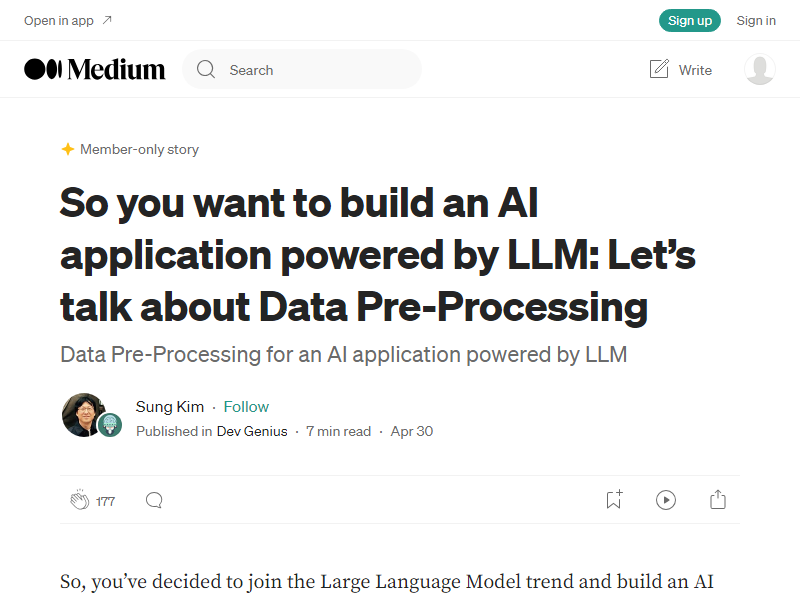 Open in app
Sign up
Sign in
Medium
Search
Write
Member-only story
So you want to build an AI
application powered by LLM: Let’s
talk about Data Pre-Processing
Data Pre-Processing for an AI application powered by LLM
Sung Kim · Follow
Published in Dev Genius · 7 min read · Apr 30
177
So, you’ve decided to join the Large Language Model trend and build an AI